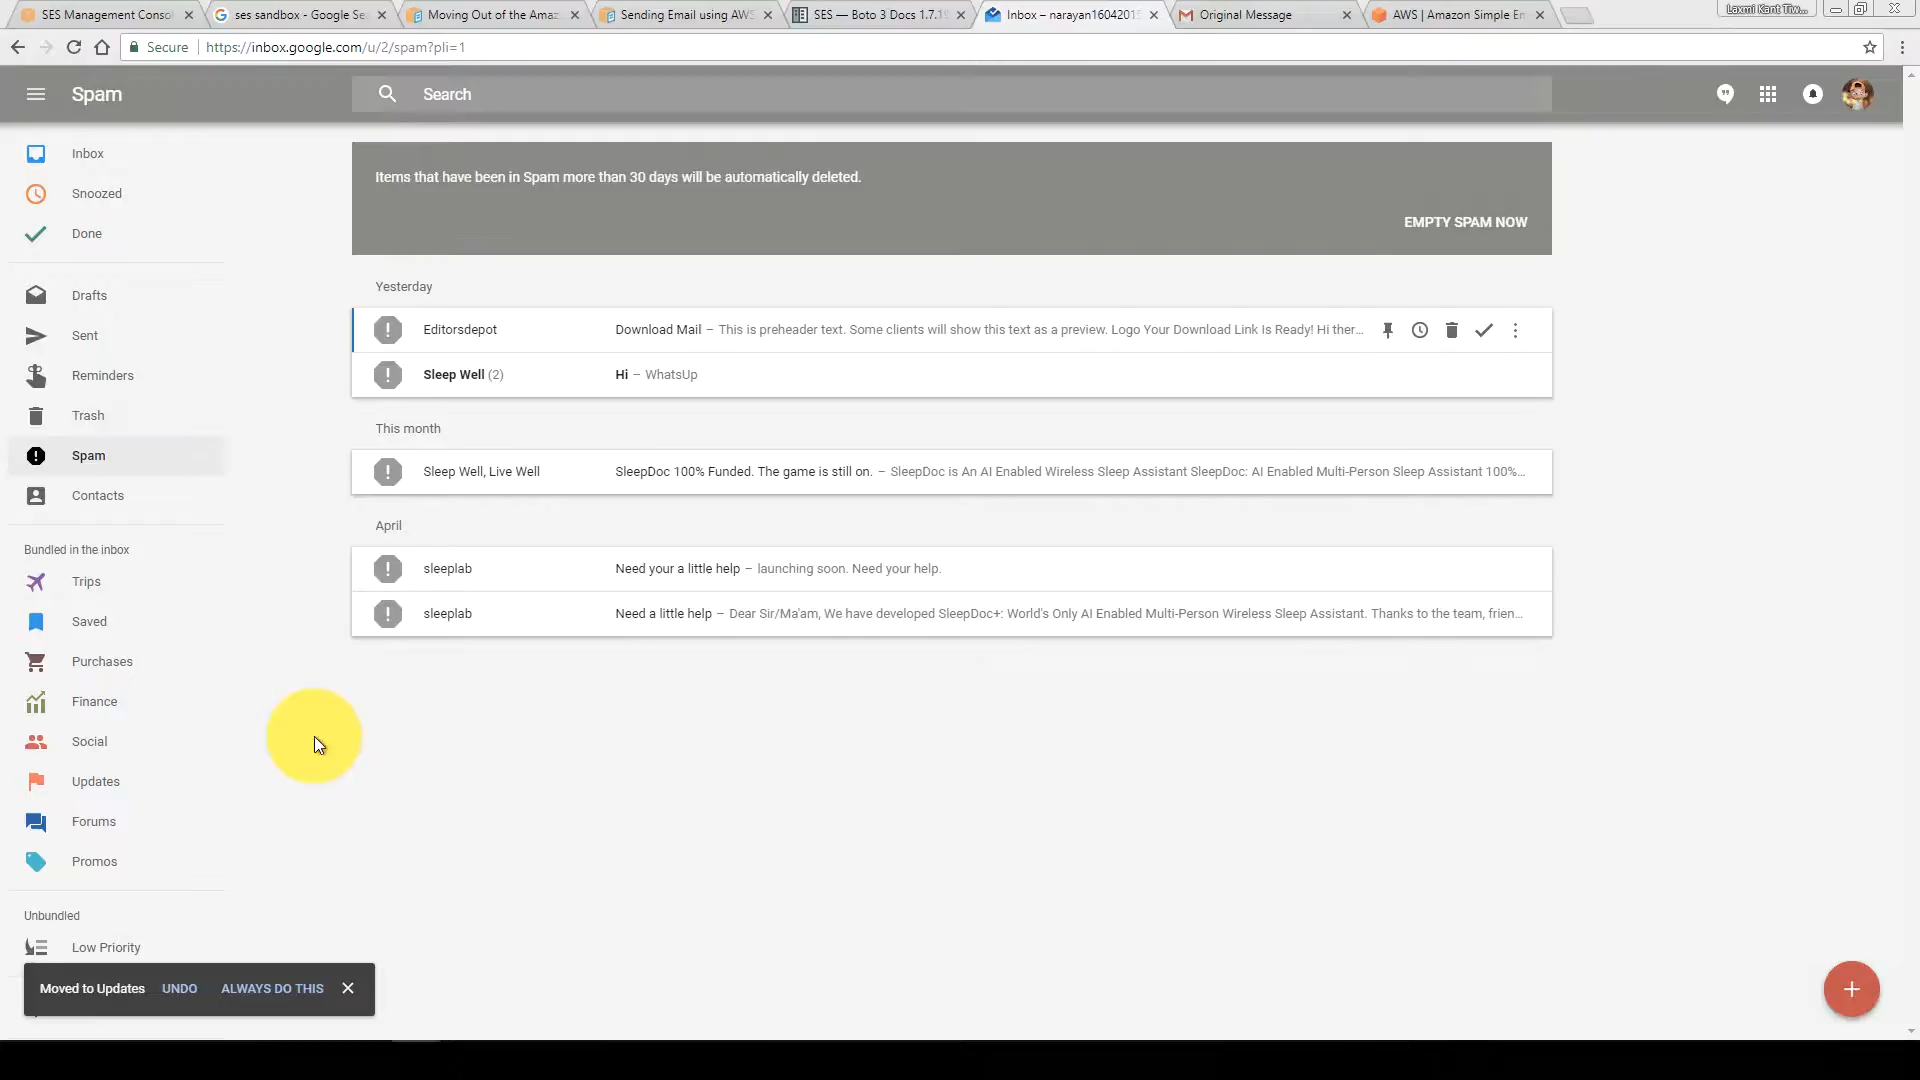 SES Management Consol
ses sandbox - Google Se
Moving Out of the Amaz
Sending Email using AWS
SES — Boto 3 Docs 1.7.19
Inbox – narayan16042015
Original Message
AWS | Amazon Simple Em
Laxmi Kant Tiw...
Secure
https://inbox.google.com/u/2/spam?pli=1
Spam
Search
Inbox
Snoozed
Done
Drafts
Sent
Reminders
Trash
Spam
Contacts
Bundled in the inbox
Trips
Saved
Purchases
Finance
Social
Updates
Forums
Promos
Unbundled
Low Priority
Items that have been in Spam more than 30 days will be automatically deleted.
EMPTY SPAM NOW
Yesterday
Editorsdepot Download Mail – This is preheader text. Some clients will show this text as a preview. Logo Your Download Link Is Ready! Hi ther...
Sleep Well (2) Hi – WhatsUp
This month
Sleep Well, Live Well SleepDoc 100% Funded. The game is still on. – SleepDoc is An AI Enabled Wireless Sleep Assistant SleepDoc: AI Enabled Multi-Person Sleep Assistant 100%...
April
sleeplab Need your a little help – launching soon. Need your help.
sleeplab Need a little help – Dear Sir/Ma'am, We have developed SleepDoc+: World's Only AI Enabled Multi-Person Wireless Sleep Assistant. Thanks to the team, frien...
Moved to Updates UNDO ALWAYS DO THIS